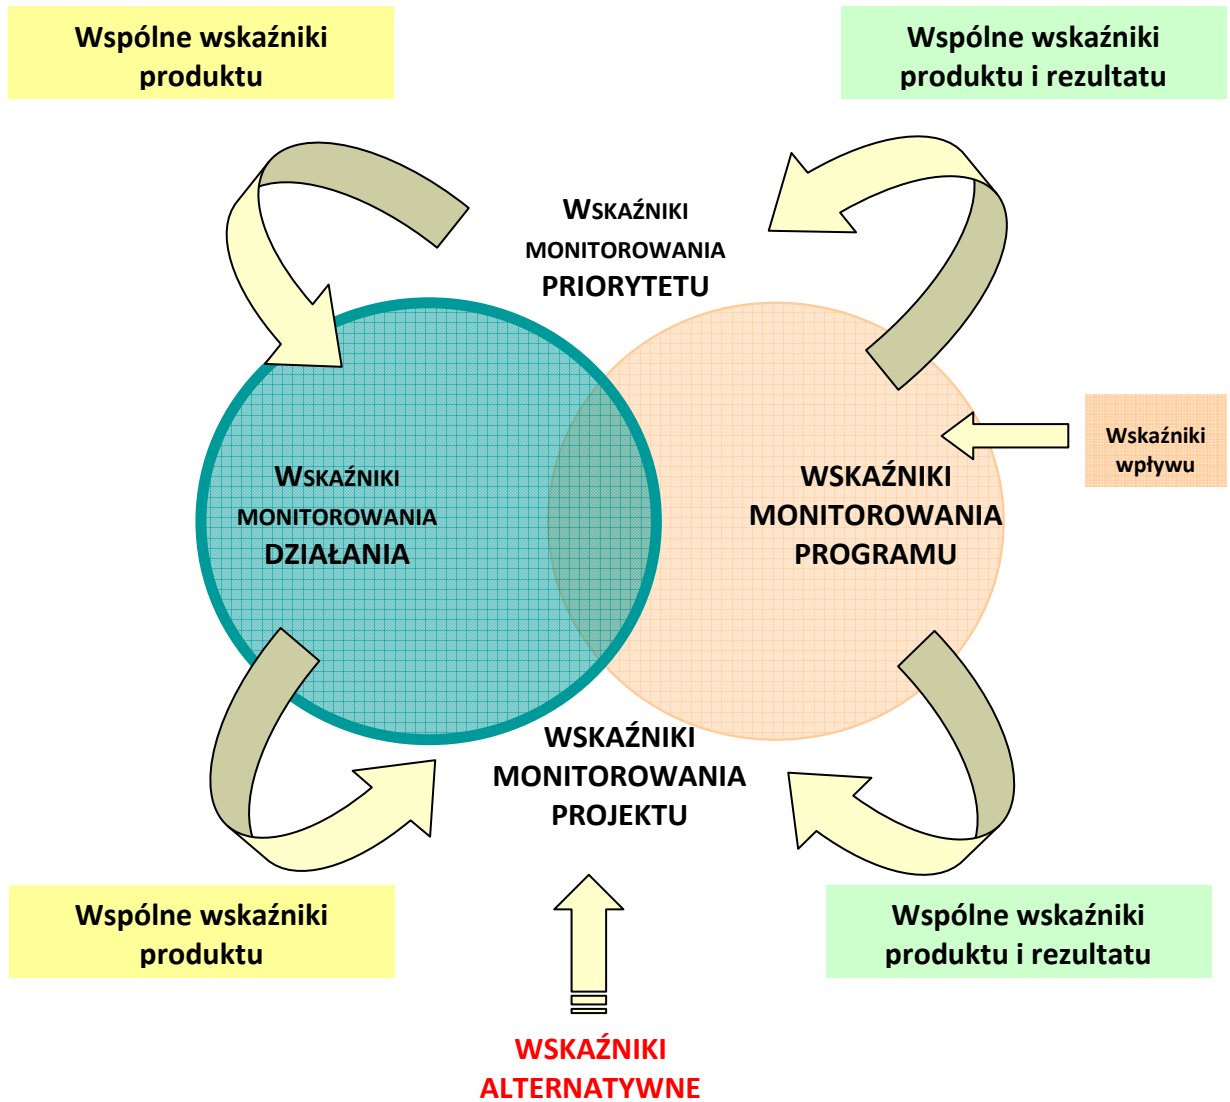 Wspólne wskaźniki
produktu
Wspólne wskaźniki
produktu i rezultatu
WSKAŹNIKI
MONITOROWANIA
PRIORYTETU
Wskaźniki
wpływu
WSKAŹNIKI
MONITOROWANIA
DZIAŁANIA
WSKAŹNIKI
MONITOROWANIA
PROGRAMU
WSKAŹNIKI
MONITOROWANIA
PROJEKTU
Wspólne wskaźniki
produktu
Wspólne wskaźniki
produktu i rezultatu
WSKAŹNIKI
ALTERNATYWNE